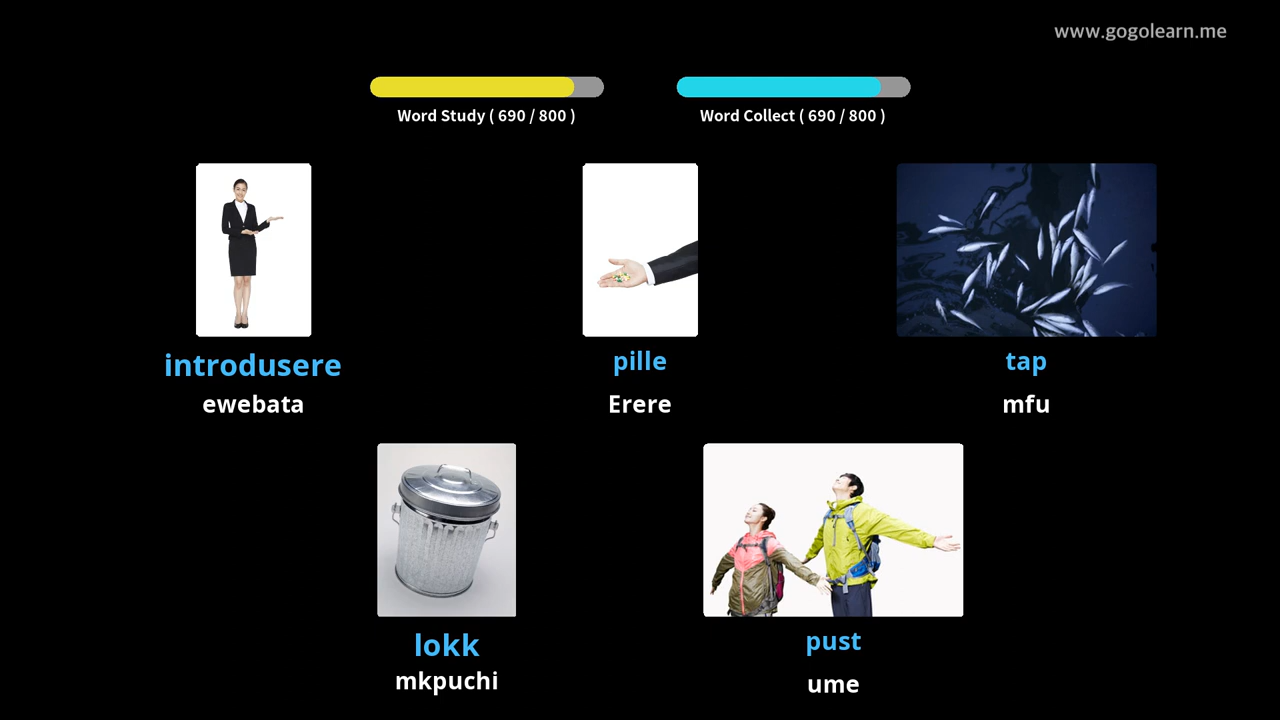 www.gogolearn.me
Word Study ( 690 / 800 )
Word Collect ( 690 / 800 )
introdusere
ewebata
pille
Erere
tap
mfu
lokk
mkpuchi
pust
ume